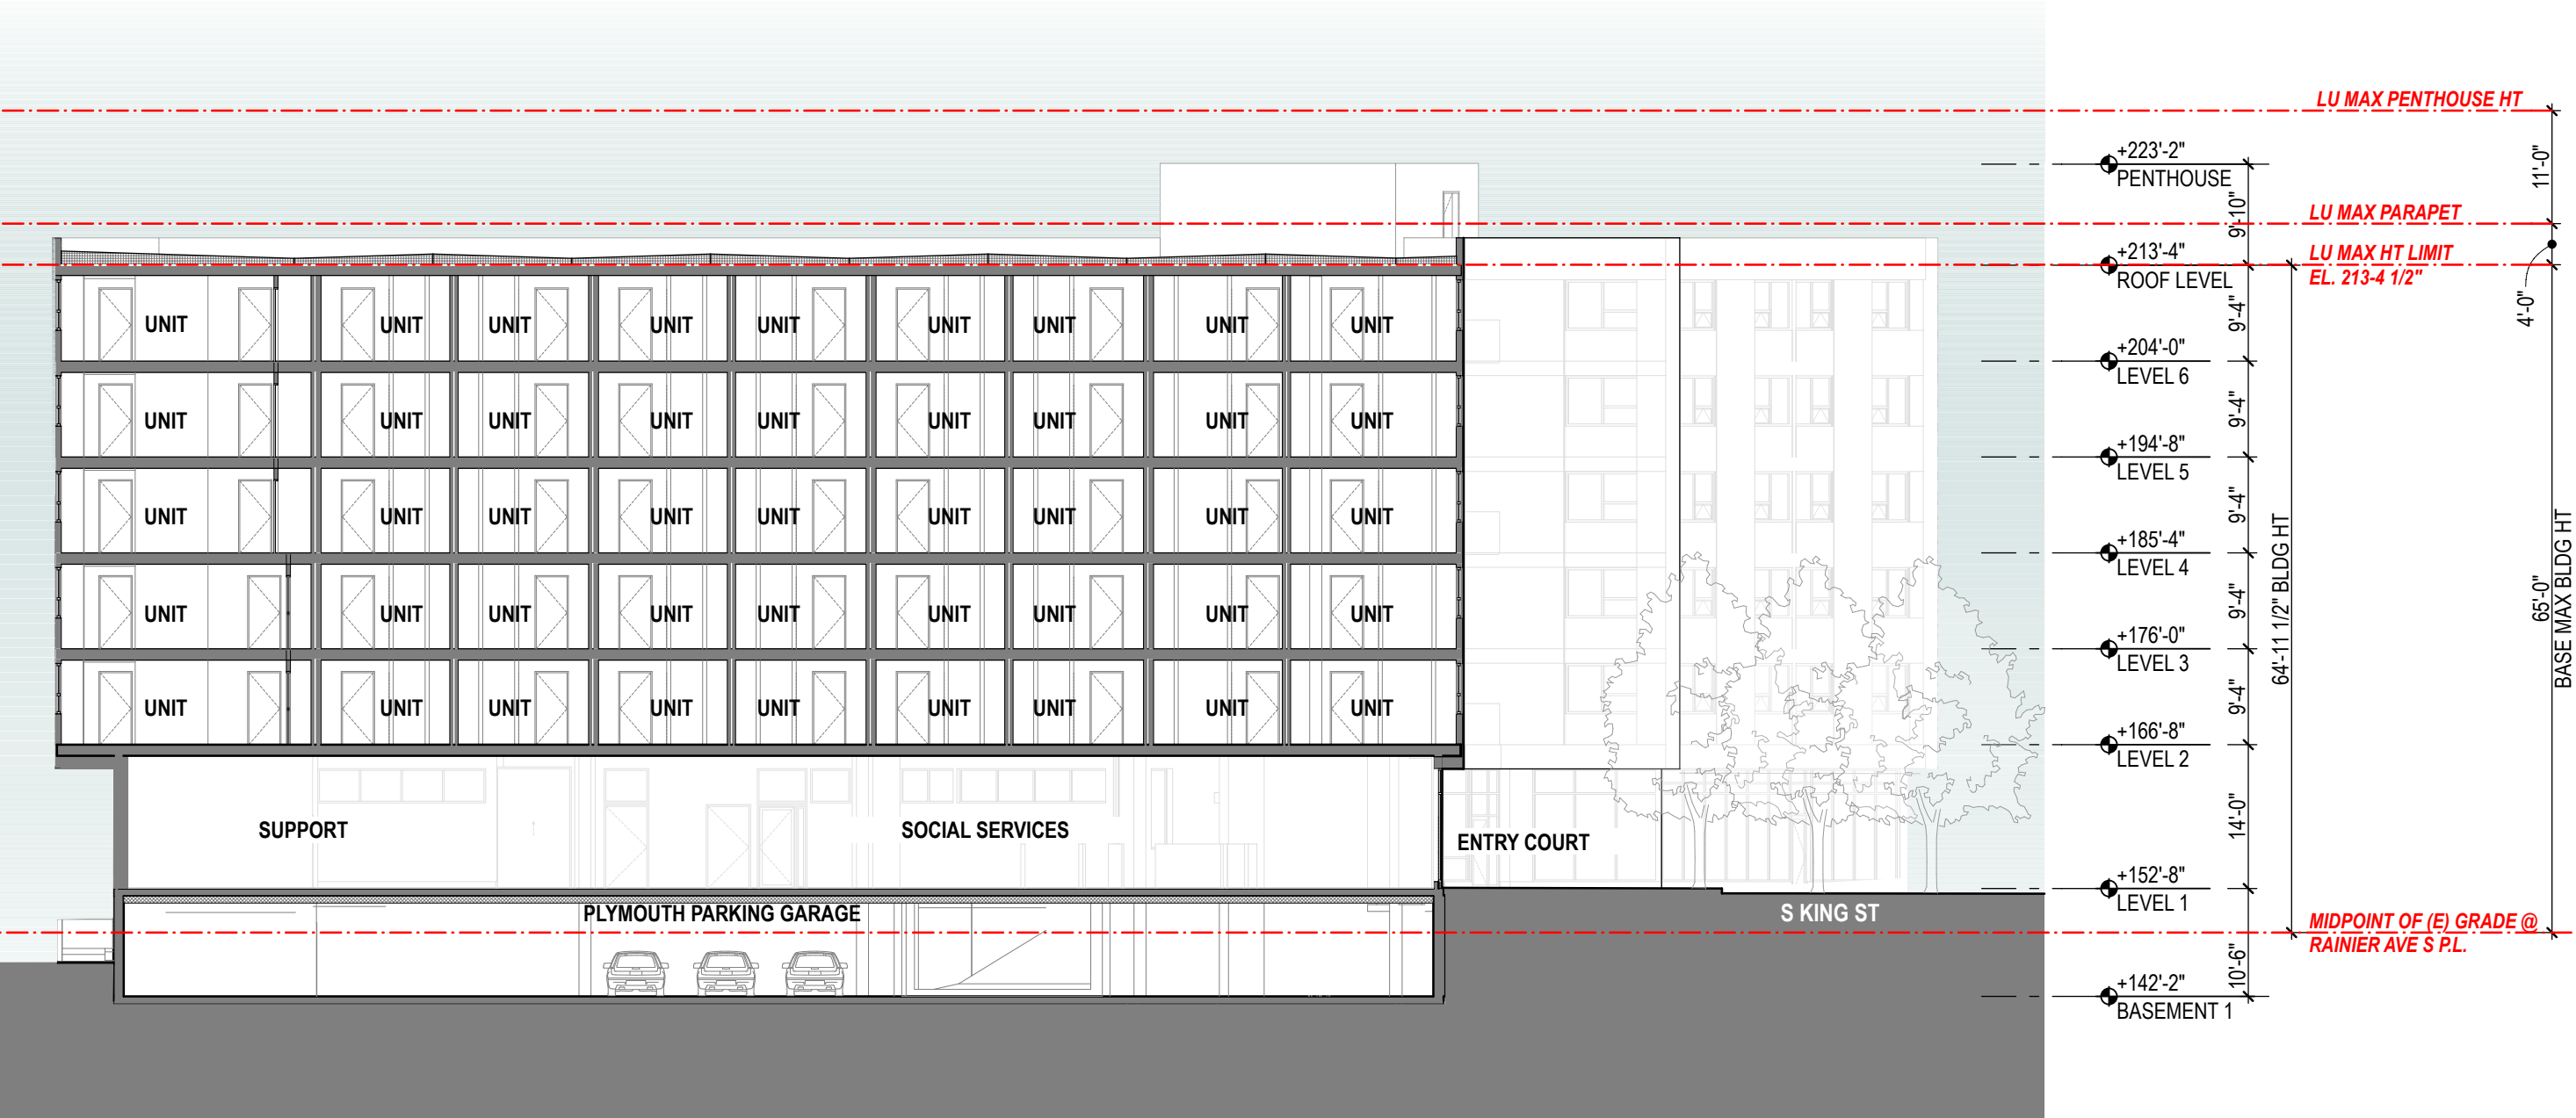 LU MAX PENTHOUSE HT
+223'-2"
PENTHOUSE
11'-0"
9'-10"
LU MAX PARAPET
+213'-4"
ROOF LEVEL
LU MAX HT LIMIT
EL. 213-4 1/2"
4'-0"
UNIT UNIT UNIT UNIT UNIT UNIT UNIT UNIT UNIT
9'-4"
+204'-0"
LEVEL 6
UNIT UNIT UNIT UNIT UNIT UNIT UNIT UNIT UNIT
9'-4"
+194'-8"
LEVEL 5
UNIT UNIT UNIT UNIT UNIT UNIT UNIT UNIT UNIT
9'-4"
+185'-4"
LEVEL 4
UNIT UNIT UNIT UNIT UNIT UNIT UNIT UNIT UNIT
9'-4"
+176'-0"
LEVEL 3
UNIT UNIT UNIT UNIT UNIT UNIT UNIT UNIT UNIT
9'-4"
64'-11 1/2" BLDG HT
65'-0"
BASE MAX BLDG HT
+166'-8"
LEVEL 2
SUPPORT
SOCIAL SERVICES
ENTRY COURT
14'-0"
+152'-8"
LEVEL 1
PLYMOUTH PARKING GARAGE
S KING ST
MIDPOINT OF (E) GRADE @
RAINIER AVE S P.L.
10'-6"
+142'-2"
BASEMENT 1